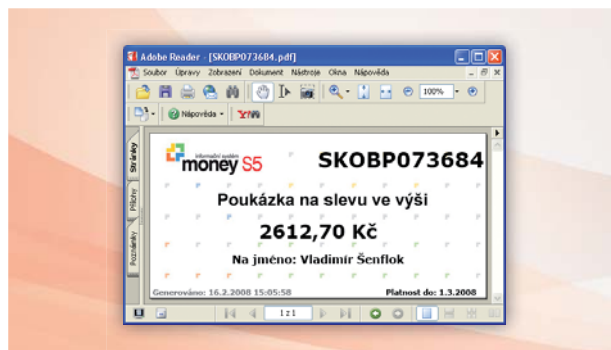 Adobe Reader - [SKOBP073684.pdf]
Soubor Úpravy Zobrazení Dokument Nástroje Okna Nápověda
100%
Nápověda
Y!
Stránky
Přílohy
Poznámky
informační systém
money S5
SKOBP073684
Poukázka na slevu ve výši
2612,70 Kč
Na jméno: Vladimír Šenflok
Generováno: 16.2.2008 15:05:58
Platnost do: 1.3.2008
1 z 1